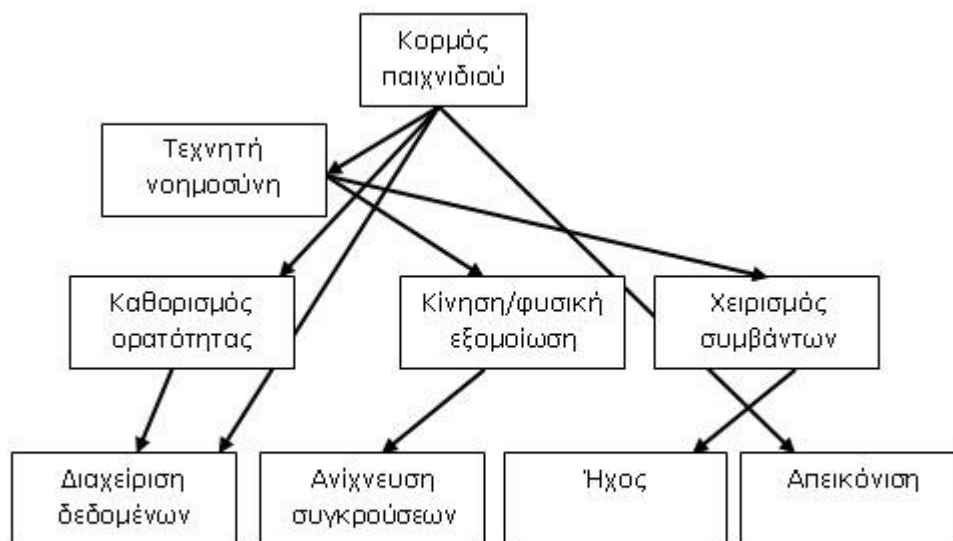 Κορμός
παιχνιδιού
Τεχνητή
νοημοσύνη
Καθορισμός
ορατότητας
Κίνηση/φυσική
εξομοίωση
Χειρισμός
συμβάντων
Διαχείριση
δεδομένων
Ανίχνευση
συγκρούσεων
Ήχος
Απεικόνιση